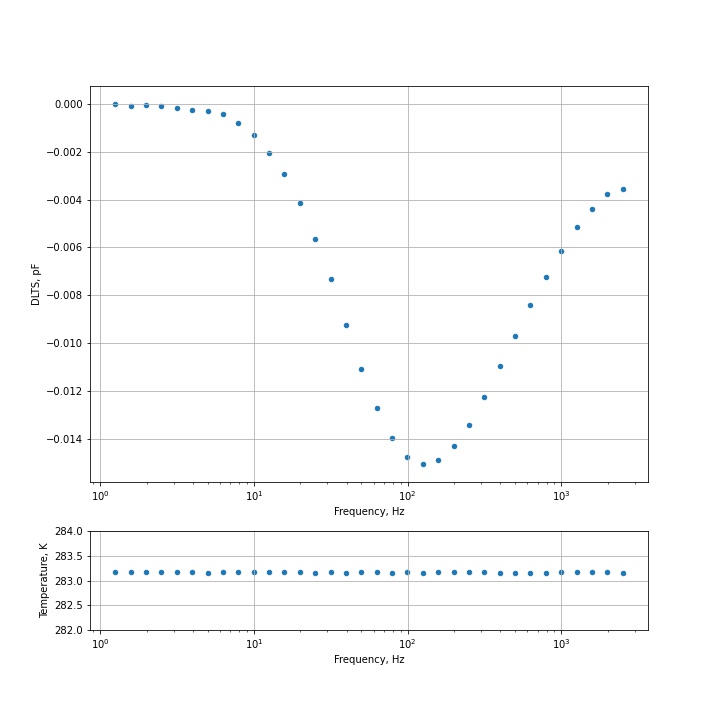 0.000
−0.002
−0.004
−0.006
−0.008
−0.010
−0.012
−0.014
DLTS, pF
10⁰ 10¹ 10² 10³
Frequency, Hz
284.0
283.5
283.0
282.5
282.0
Temperature, K
10⁰ 10¹ 10² 10³
Frequency, Hz